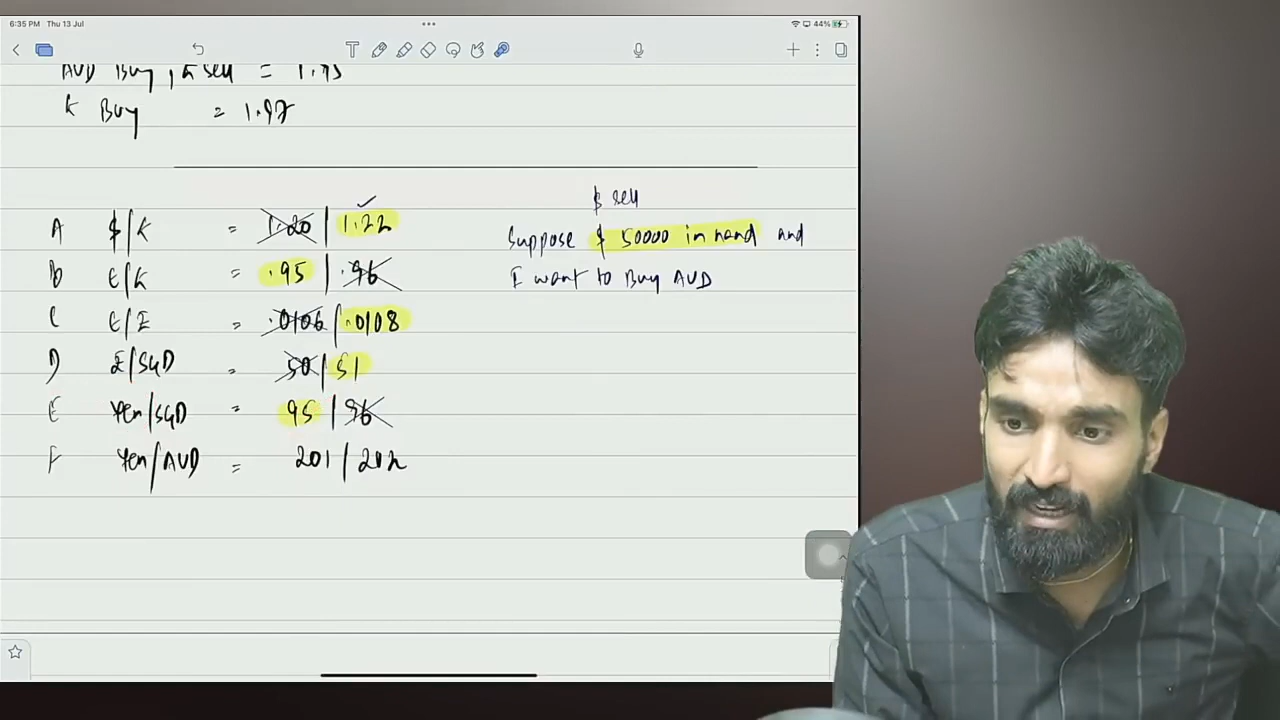 6:35 PM Thu 13 Jul
44%
AUD Buy, K sell = 1.95
K Buy = 1.97
$ sell
A $/K = 1.20 | 1.22
Suppose $ 50000 in hand and
B €/K = .95 | .96
I want to Buy AUD
C €/£ = .0106 | .0108
D £/SGD = 50 | 51
E Yen/SGD = 95 | 96
F Yen/AUD = 201 | 202